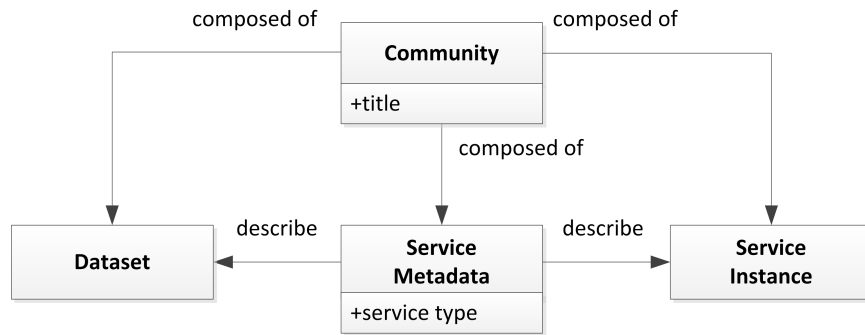 composed of
composed of
Community
+title
composed of
describe
describe
Dataset
Service
Metadata
Service
Instance
+service type